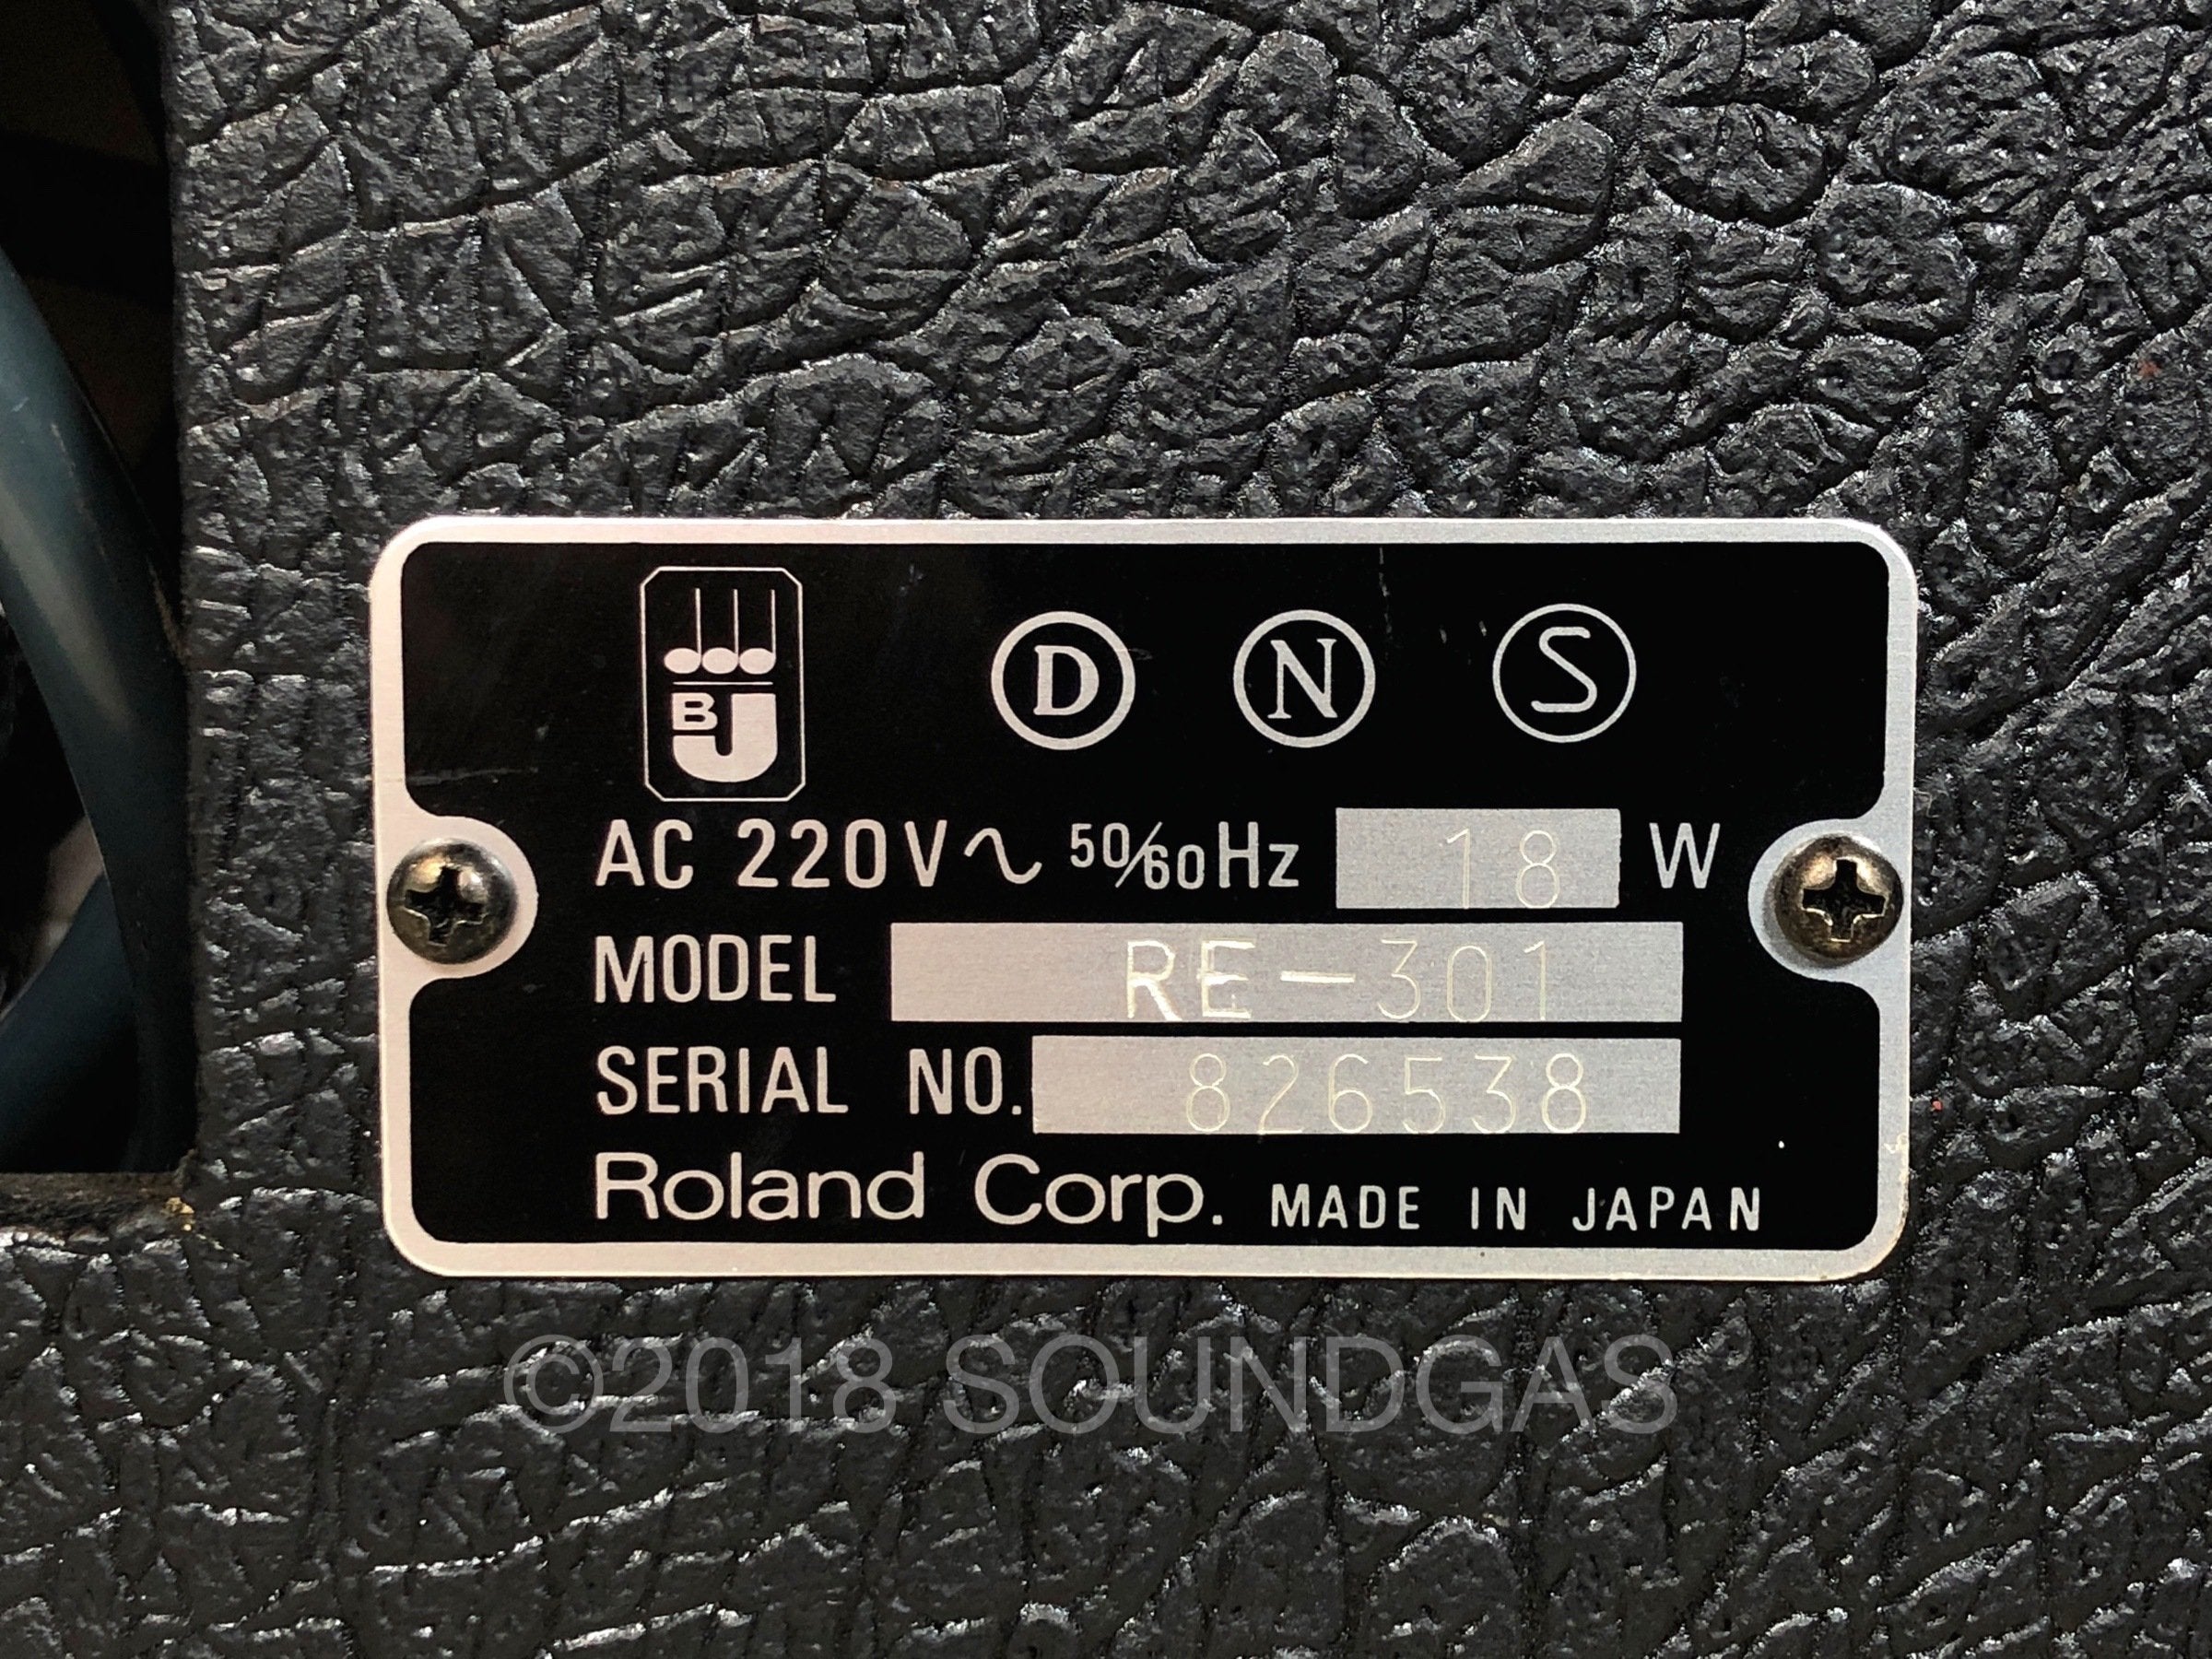 BJ
D N S
AC 220V~ 50/60Hz 18 W
MODEL RE-301
SERIAL NO. 826538
Roland Corp. MADE IN JAPAN
©2018 SOUNDGAS